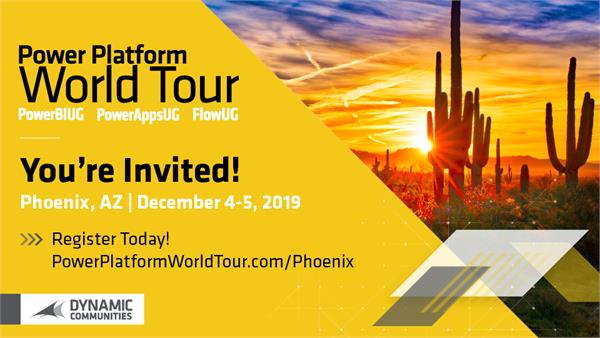 Power Platform
World Tour
PowerBIUG PowerAppsUG FlowUG
You're Invited!
Phoenix, AZ | December 4-5, 2019
>>> Register Today!
PowerPlatformWorldTour.com/Phoenix
DYNAMIC
COMMUNITIES